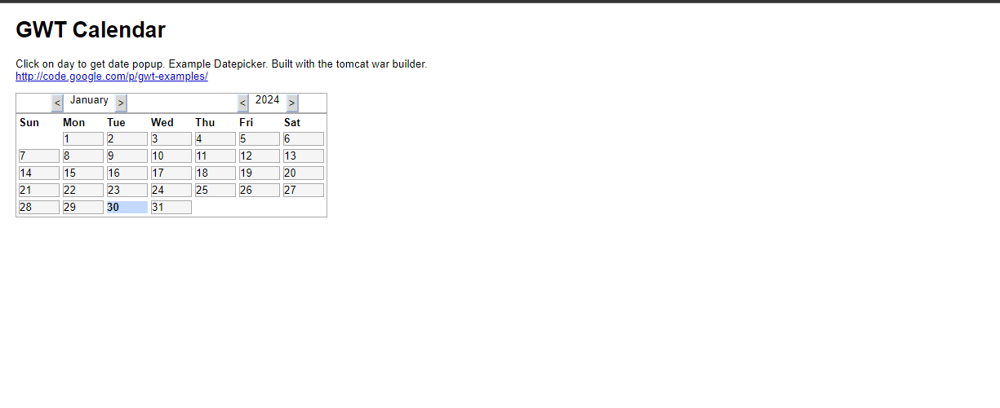 GWT Calendar
Click on day to get date popup. Example Datepicker. Built with the tomcat war builder.
http://code.google.com/p/gwt-examples/
< January > < 2024 >
Sun Mon Tue Wed Thu Fri Sat
1 2 3 4 5 6
7 8 9 10 11 12 13
14 15 16 17 18 19 20
21 22 23 24 25 26 27
28 29 30 31